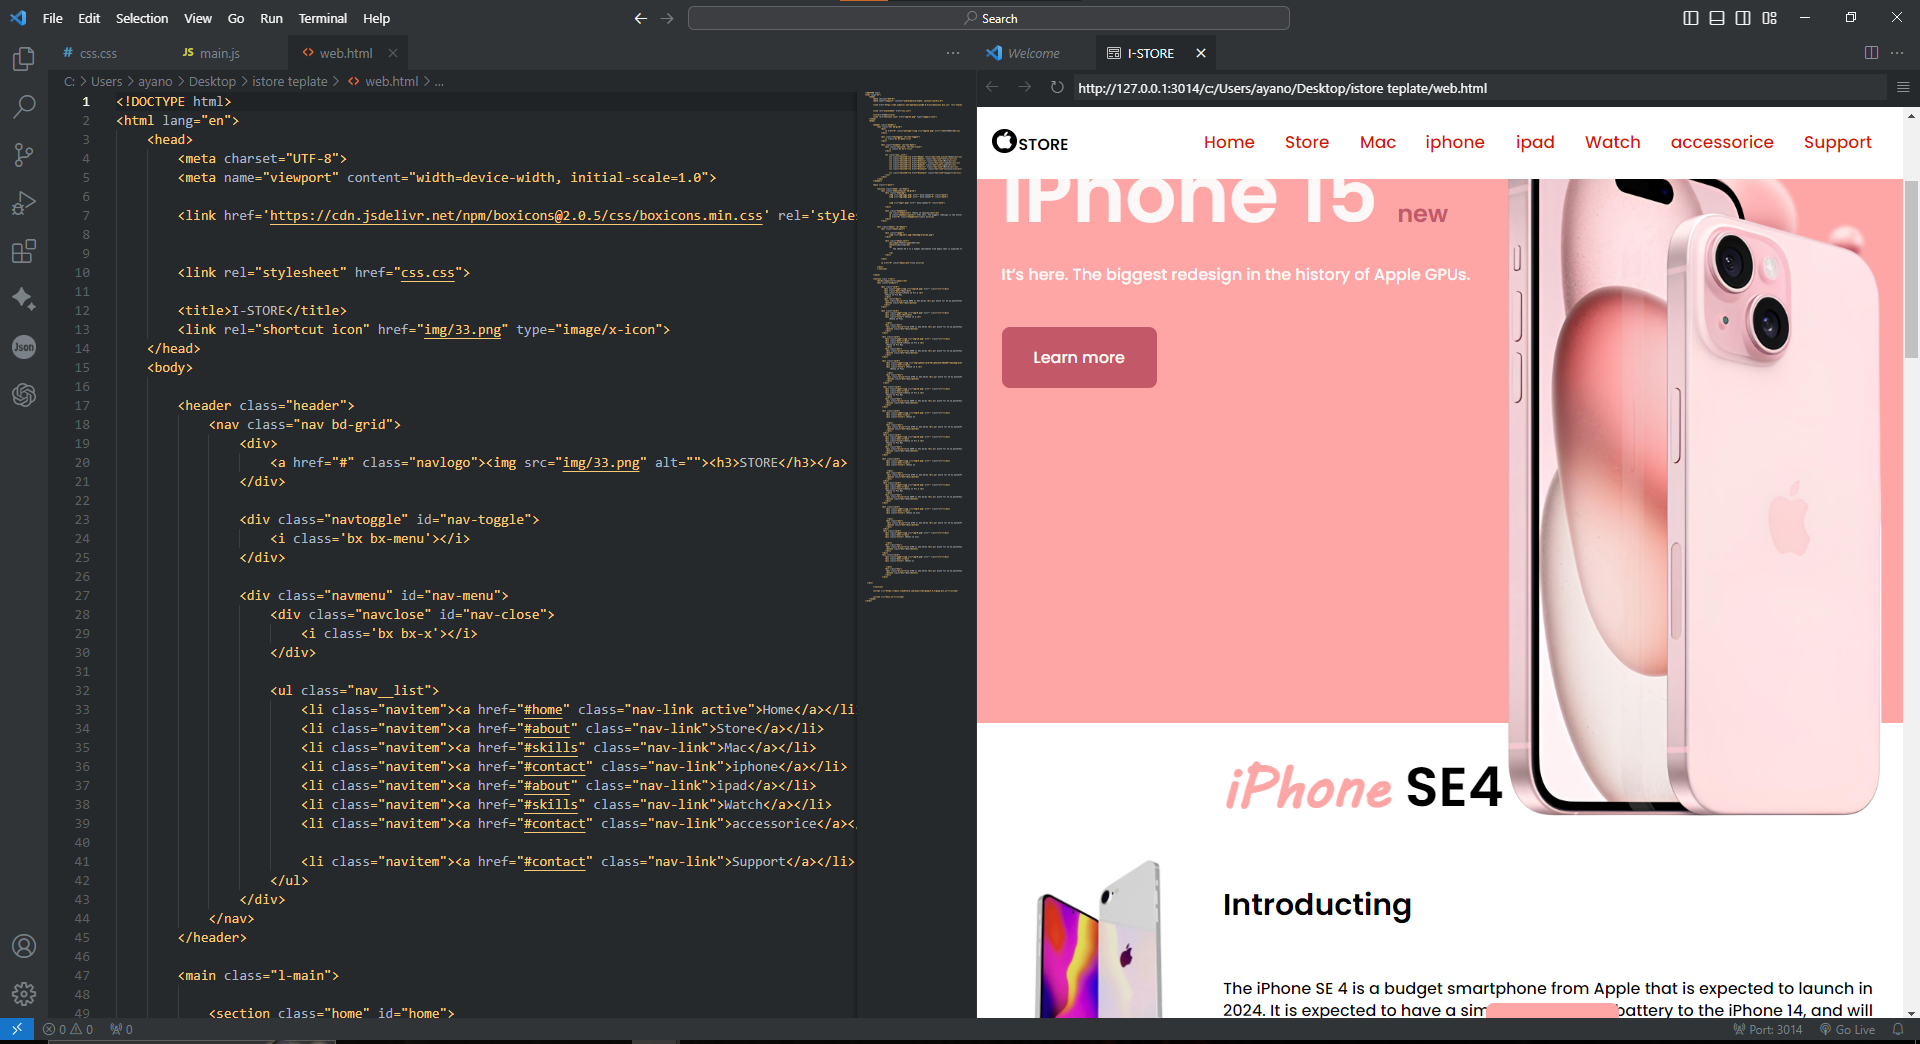 File Edit Selection View Go Run Terminal Help
Search
# css.css
JS main.js
<> web.html
Welcome
I-STORE
C: > Users > ayano > Desktop > istore teplate > <> web.html > ...
http://127.0.0.1:3014/c:/Users/ayano/Desktop/istore teplate/web.html
1 <!DOCTYPE html>
2 <html lang="en">
3 <head>
4 <meta charset="UTF-8">
5 <meta name="viewport" content="width=device-width, initial-scale=1.0">
6
7 <link href='https://cdn.jsdelivr.net/npm/boxicons@2.0.5/css/boxicons.min.css' rel='styles
8
9
10 <link rel="stylesheet" href="css.css">
11
12 <title>I-STORE</title>
13 <link rel="shortcut icon" href="img/33.png" type="image/x-icon">
14 </head>
15 <body>
16
17 <header class="header">
18 <nav class="nav bd-grid">
19 <div>
20 <a href="#" class="navlogo"><img src="img/33.png" alt=""><h3>STORE</h3></a>
21 </div>
22
23 <div class="navtoggle" id="nav-toggle">
24 <i class='bx bx-menu'></i>
25 </div>
26
27 <div class="navmenu" id="nav-menu">
28 <div class="navclose" id="nav-close">
29 <i class='bx bx-x'></i>
30 </div>
31
32 <ul class="nav__list">
33 <li class="navitem"><a href="#home" class="nav-link active">Home</a></li
34 <li class="navitem"><a href="#about" class="nav-link">Store</a></li>
35 <li class="navitem"><a href="#skills" class="nav-link">Mac</a></li>
36 <li class="navitem"><a href="#contact" class="nav-link">iphone</a></li>
37 <li class="navitem"><a href="#about" class="nav-link">ipad</a></li>
38 <li class="navitem"><a href="#skills" class="nav-link">Watch</a></li>
39 <li class="navitem"><a href="#contact" class="nav-link">accessorice</a><
40
41 <li class="navitem"><a href="#contact" class="nav-link">Support</a></li>
42 </ul>
43 </div>
44 </nav>
45 </header>
46
47 <main class="l-main">
48
49 <section class="home" id="home">
Json
STORE
Home Store Mac iphone ipad Watch accessorice Support
iPhone 15 new
It's here. The biggest redesign in the history of Apple GPUs.
Learn more
iPhone SE4
Introducting
The iPhone SE 4 is a budget smartphone from Apple that is expected to launch in
2024. It is expected to have a sim battery to the iPhone 14, and will
0 0 0
Port: 3014 Go Live